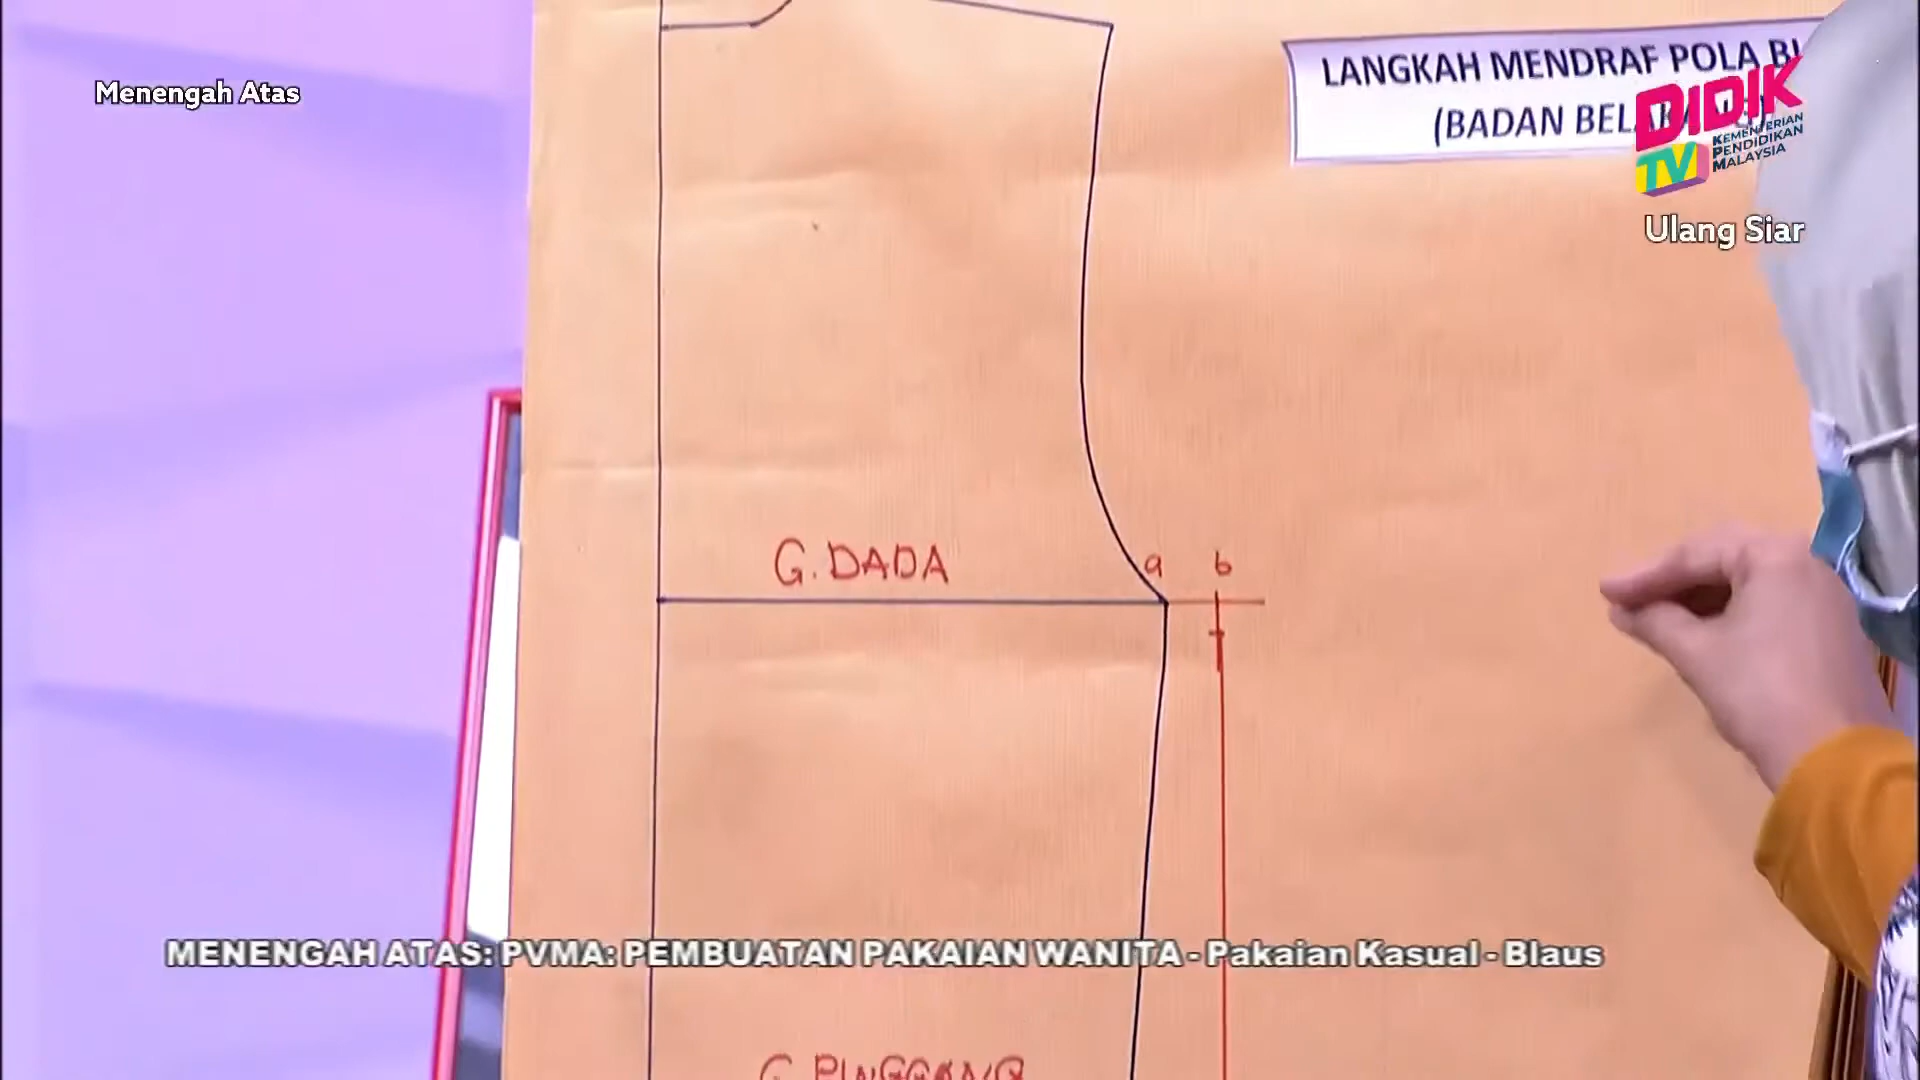 Menengah Atas
LANGKAH MENDRAF POLA
(BADAN
DIDIK
TV
KEMENTERIAN
PENDIDIKAN
MALAYSIA
Ulang Siar
G. DADA
a
b
MENENGAH ATAS: PVMA: PEMBUATAN PAKAIAN WANITA - Pakaian Kasual - Blaus
G. PINGGANG